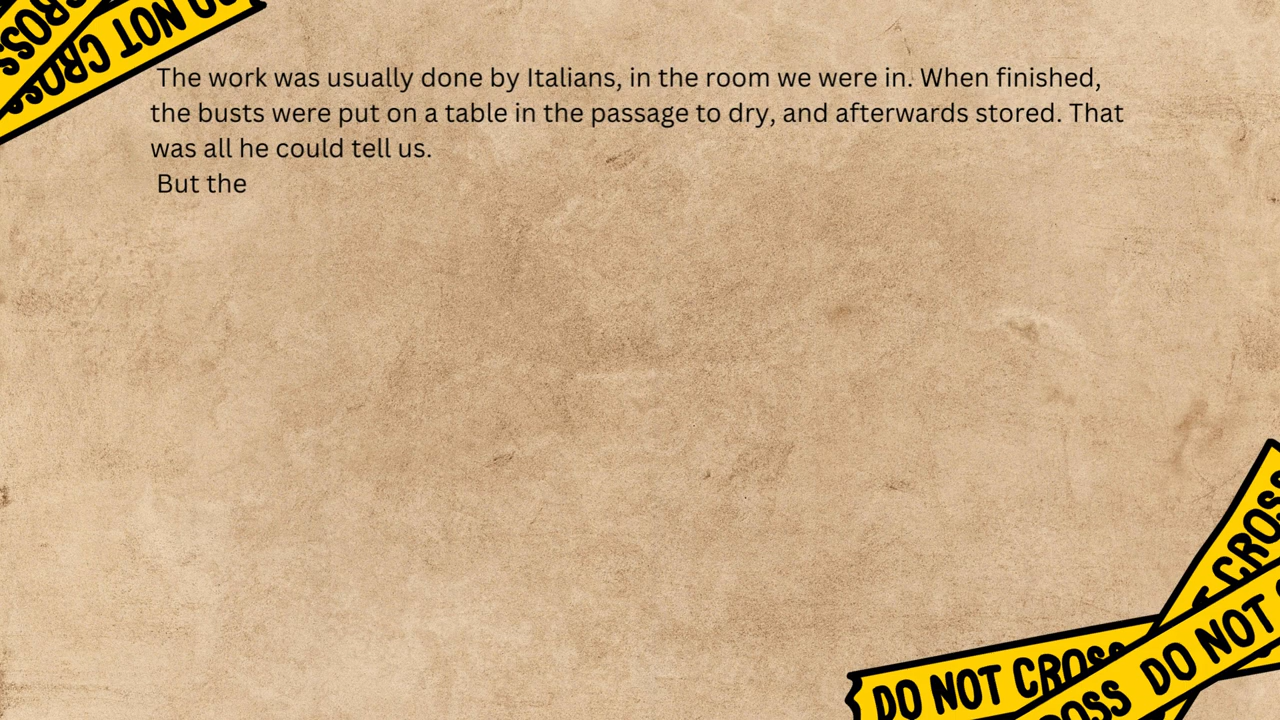 CROSS
DO NOT CROSS
The work was usually done by Italians, in the room we were in. When finished,
the busts were put on a table in the passage to dry, and afterwards stored. That
was all he could tell us.
But the
CROSS
DO NOT CROSS
DO NOT
CROSS